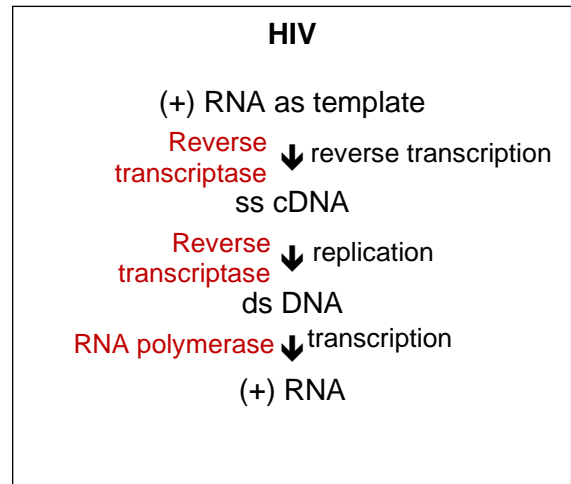 HIV
(+) RNA as template
Reverse
transcriptase
reverse transcription
ss cDNA
Reverse
transcriptase
replication
ds DNA
RNA polymerase
transcription
(+) RNA